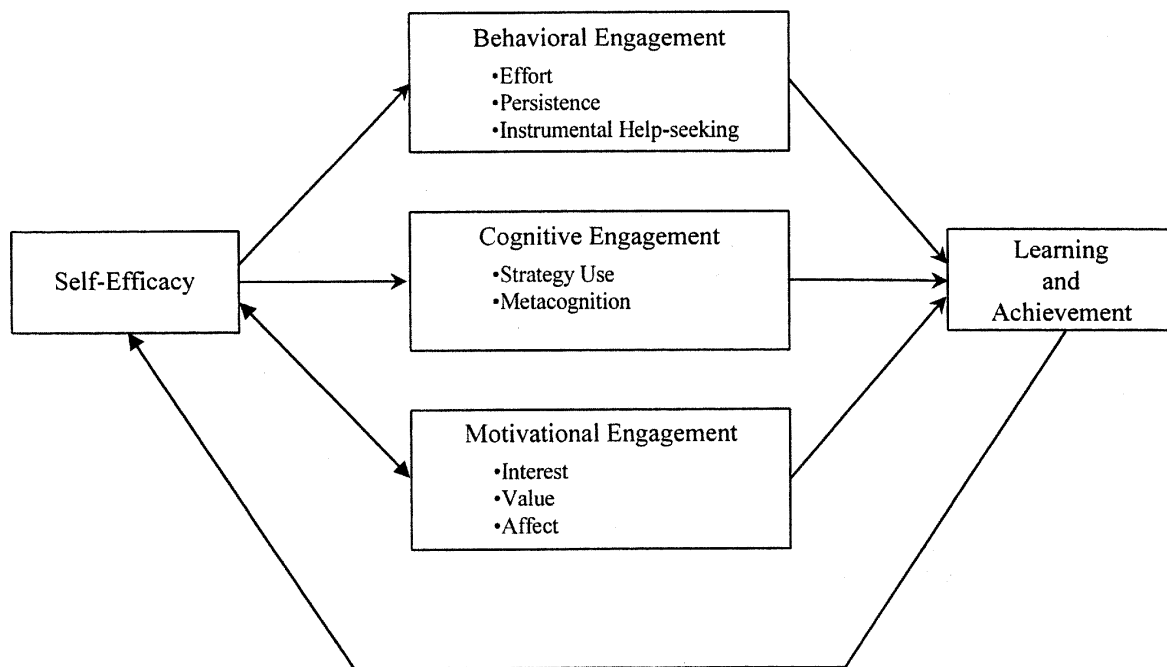 Behavioral Engagement
•Effort
•Persistence
•Instrumental Help-seeking
Self-Efficacy
Cognitive Engagement
•Strategy Use
•Metacognition
Learning
and
Achievement
Motivational Engagement
•Interest
•Value
•Affect